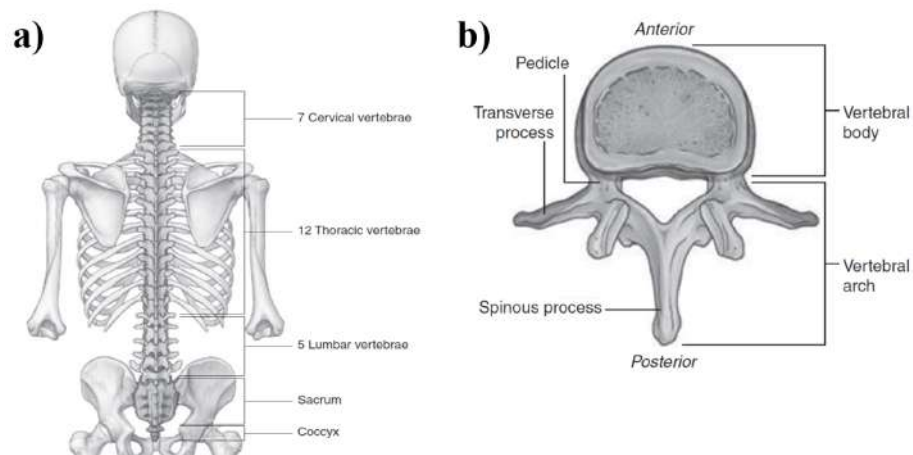 a)
7 Cervical vertebrae
12 Thoracic vertebrae
5 Lumbar vertebrae
Sacrum
Coccyx
b)
Anterior
Pedicle
Transverse
process
Vertebral
body
Vertebral
arch
Spinous process
Posterior